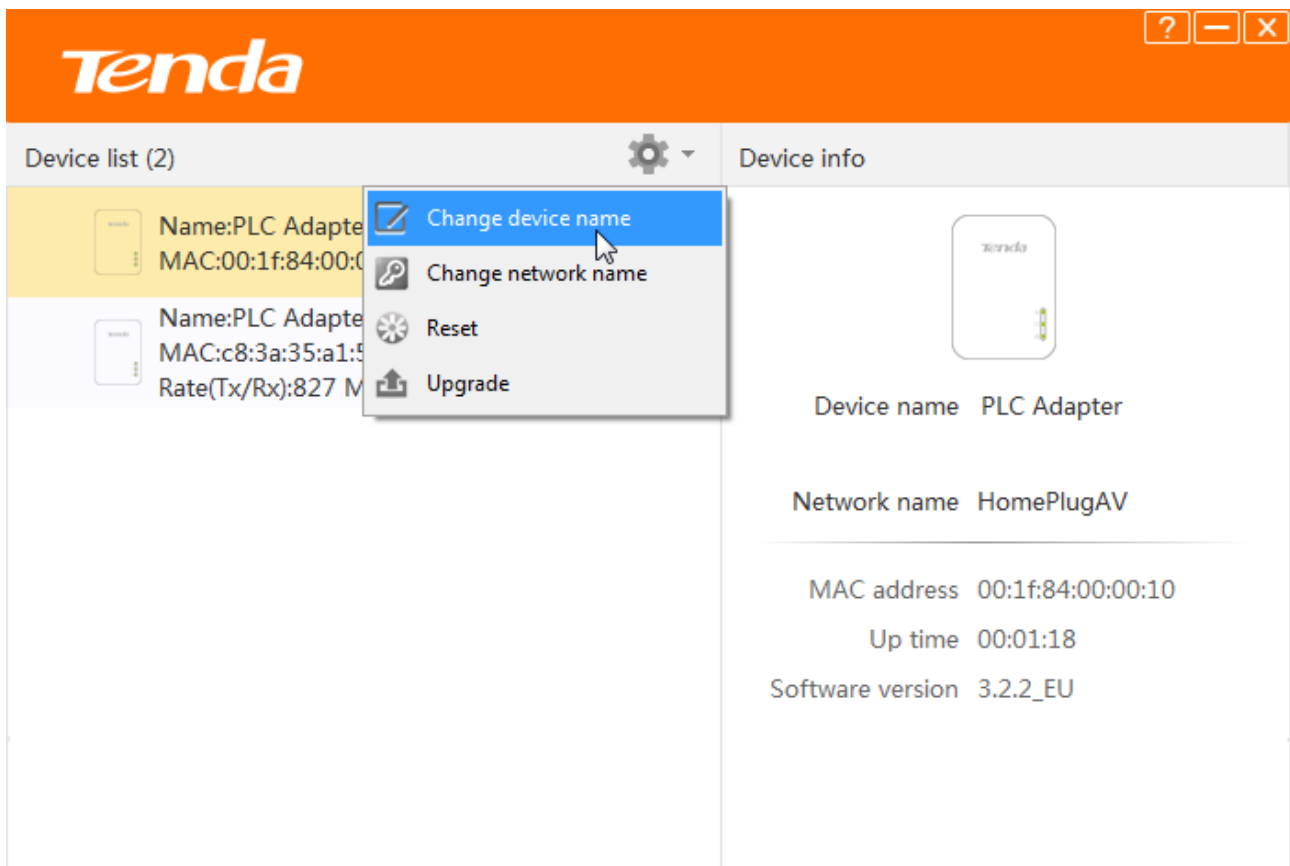 Tenda
Device list (2)
Device info
Name:PLC Adapte
MAC:00:1f:84:00:0
Name:PLC Adapte
MAC:c8:3a:35:a1:5
Rate(Tx/Rx):827 M
Change device name
Change network name
Reset
Upgrade
Tenda
Device name PLC Adapter
Network name HomePlugAV
MAC address 00:1f:84:00:00:10
Up time 00:01:18
Software version 3.2.2_EU